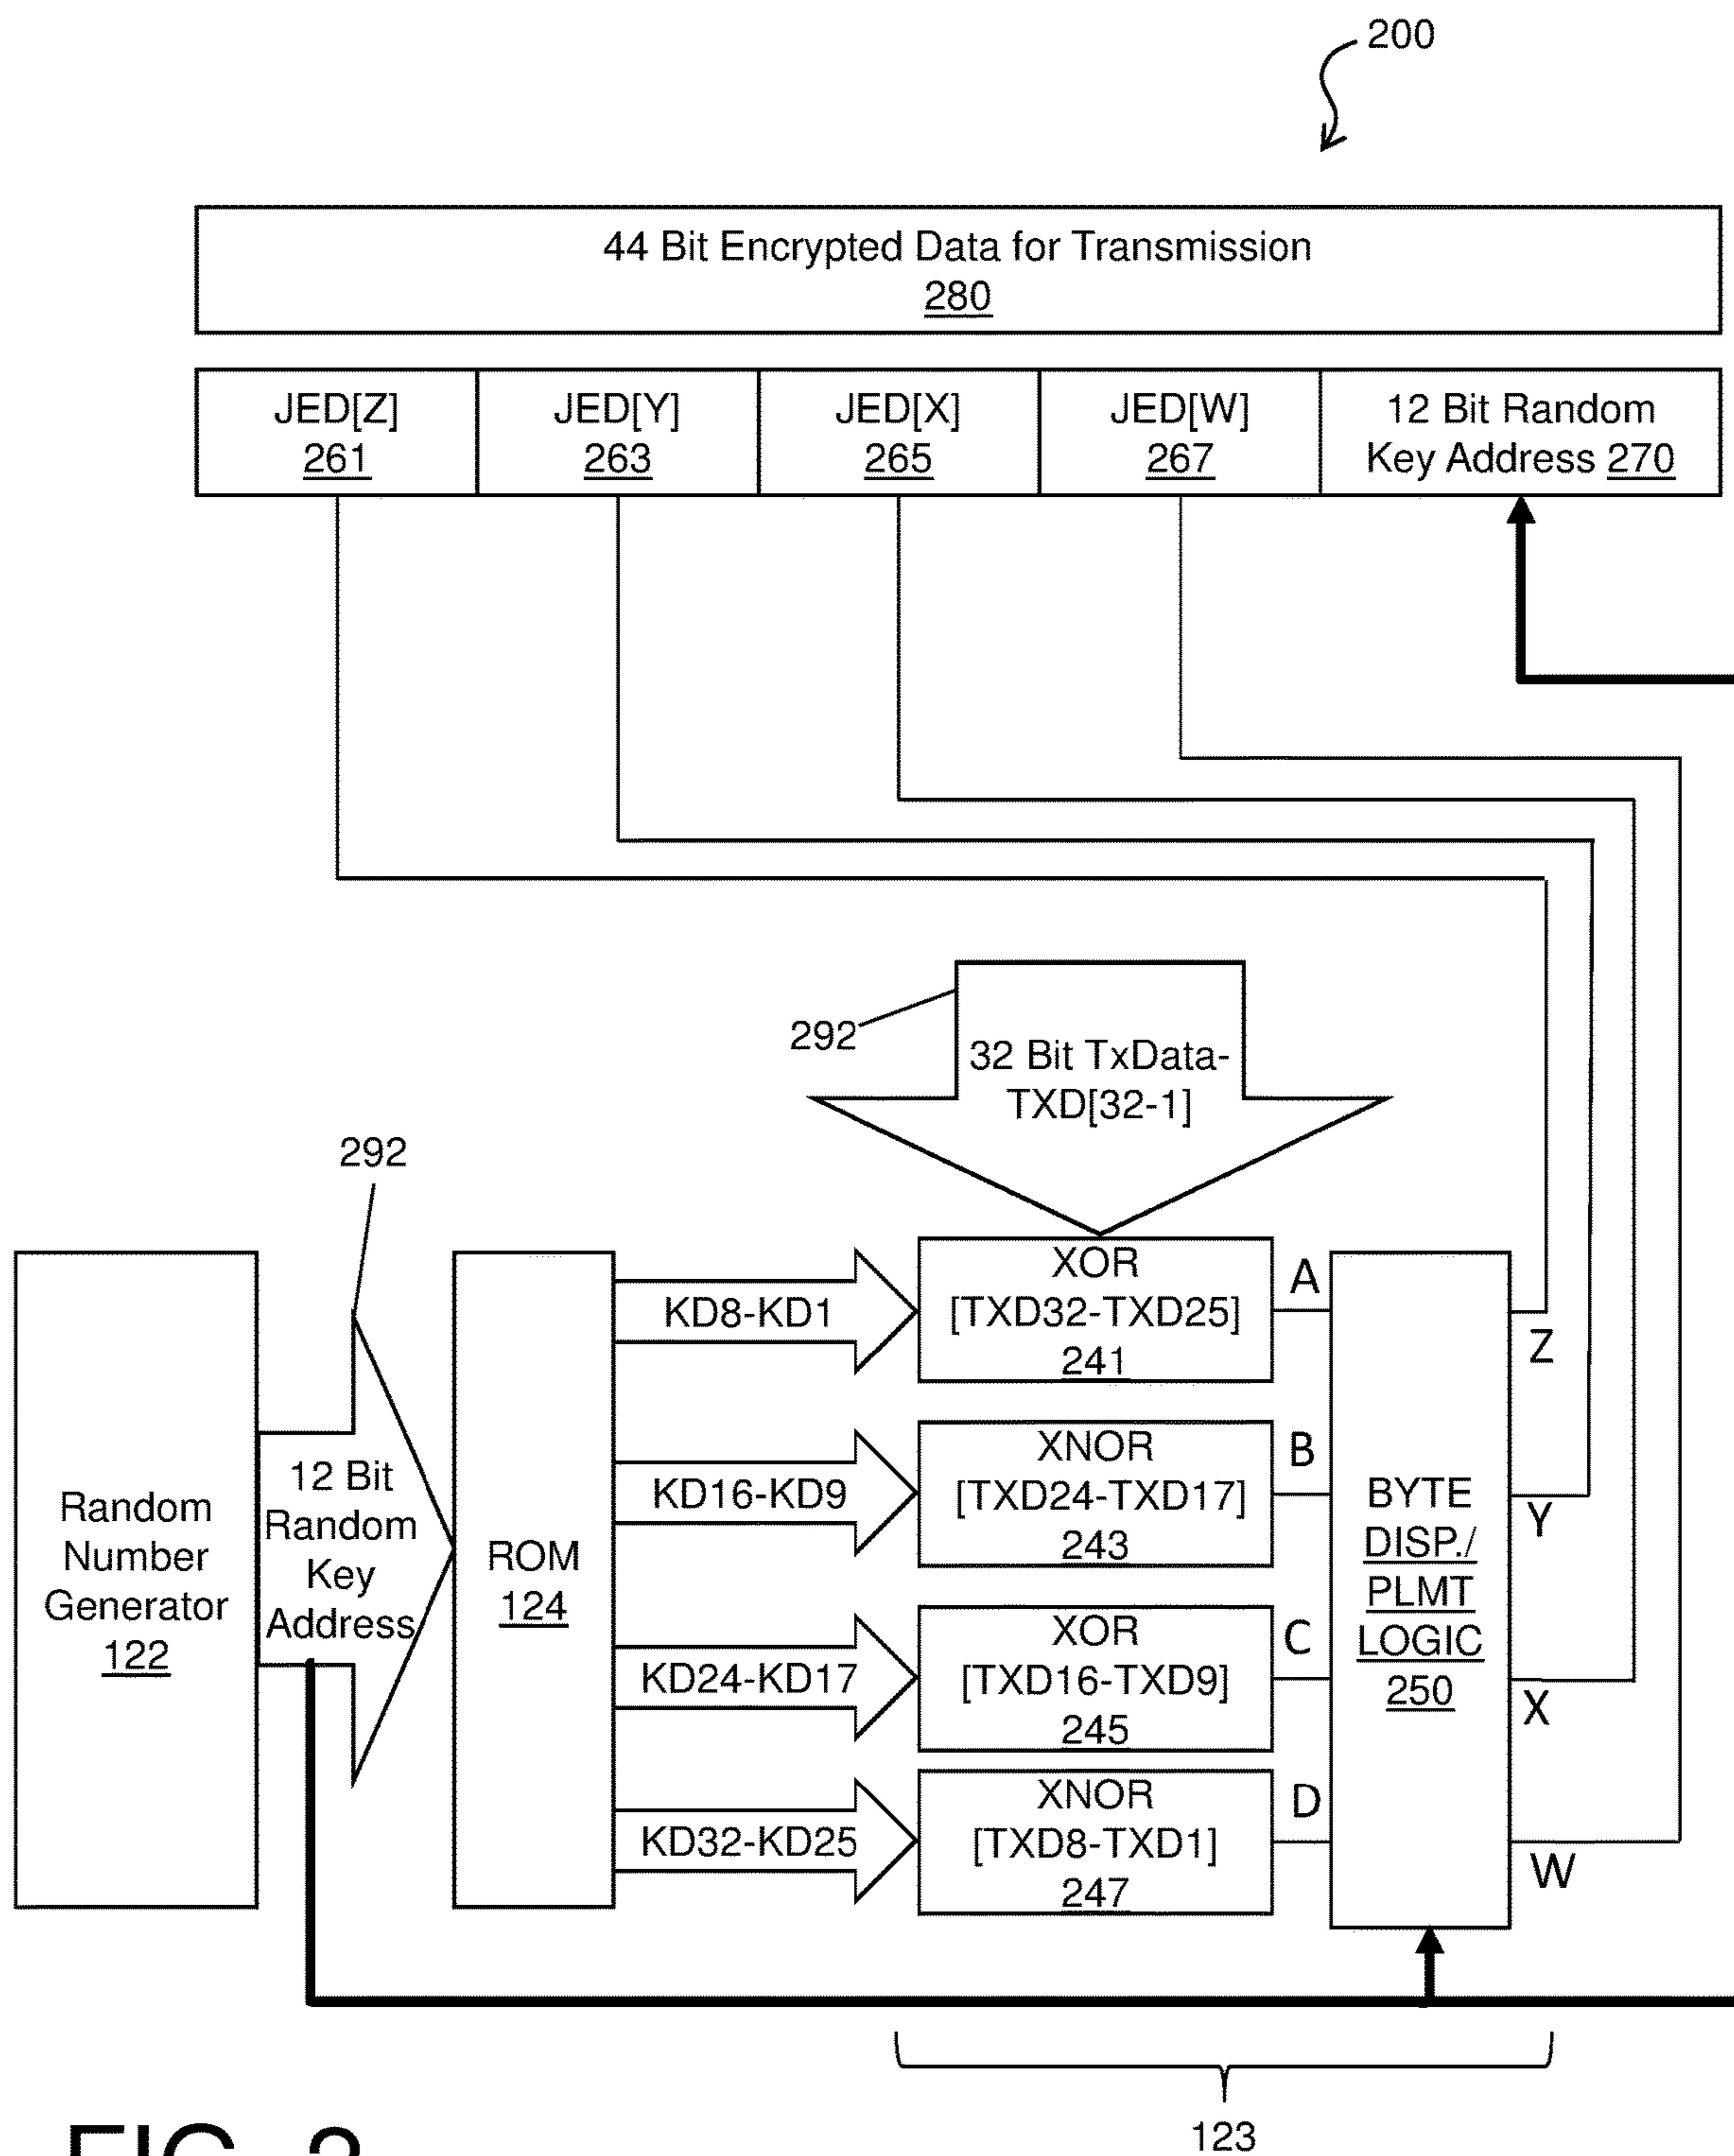 200
44 Bit Encrypted Data for Transmission
280
JED[Z]
261
JED[Y]
263
JED[X]
265
JED[W]
267
12 Bit Random
Key Address 270
292
32 Bit TxData-
TXD[32-1]
292
Random
Number
Generator
122
12 Bit
Random
Key
Address
ROM
124
KD8-KD1
KD16-KD9
KD24-KD17
KD32-KD25
XOR
[TXD32-TXD25]
241
XNOR
[TXD24-TXD17]
243
XOR
[TXD16-TXD9]
245
XNOR
[TXD8-TXD1]
247
A
B
C
D
BYTE
DISP./
PLMT
LOGIC
250
Z
Y
X
W
123